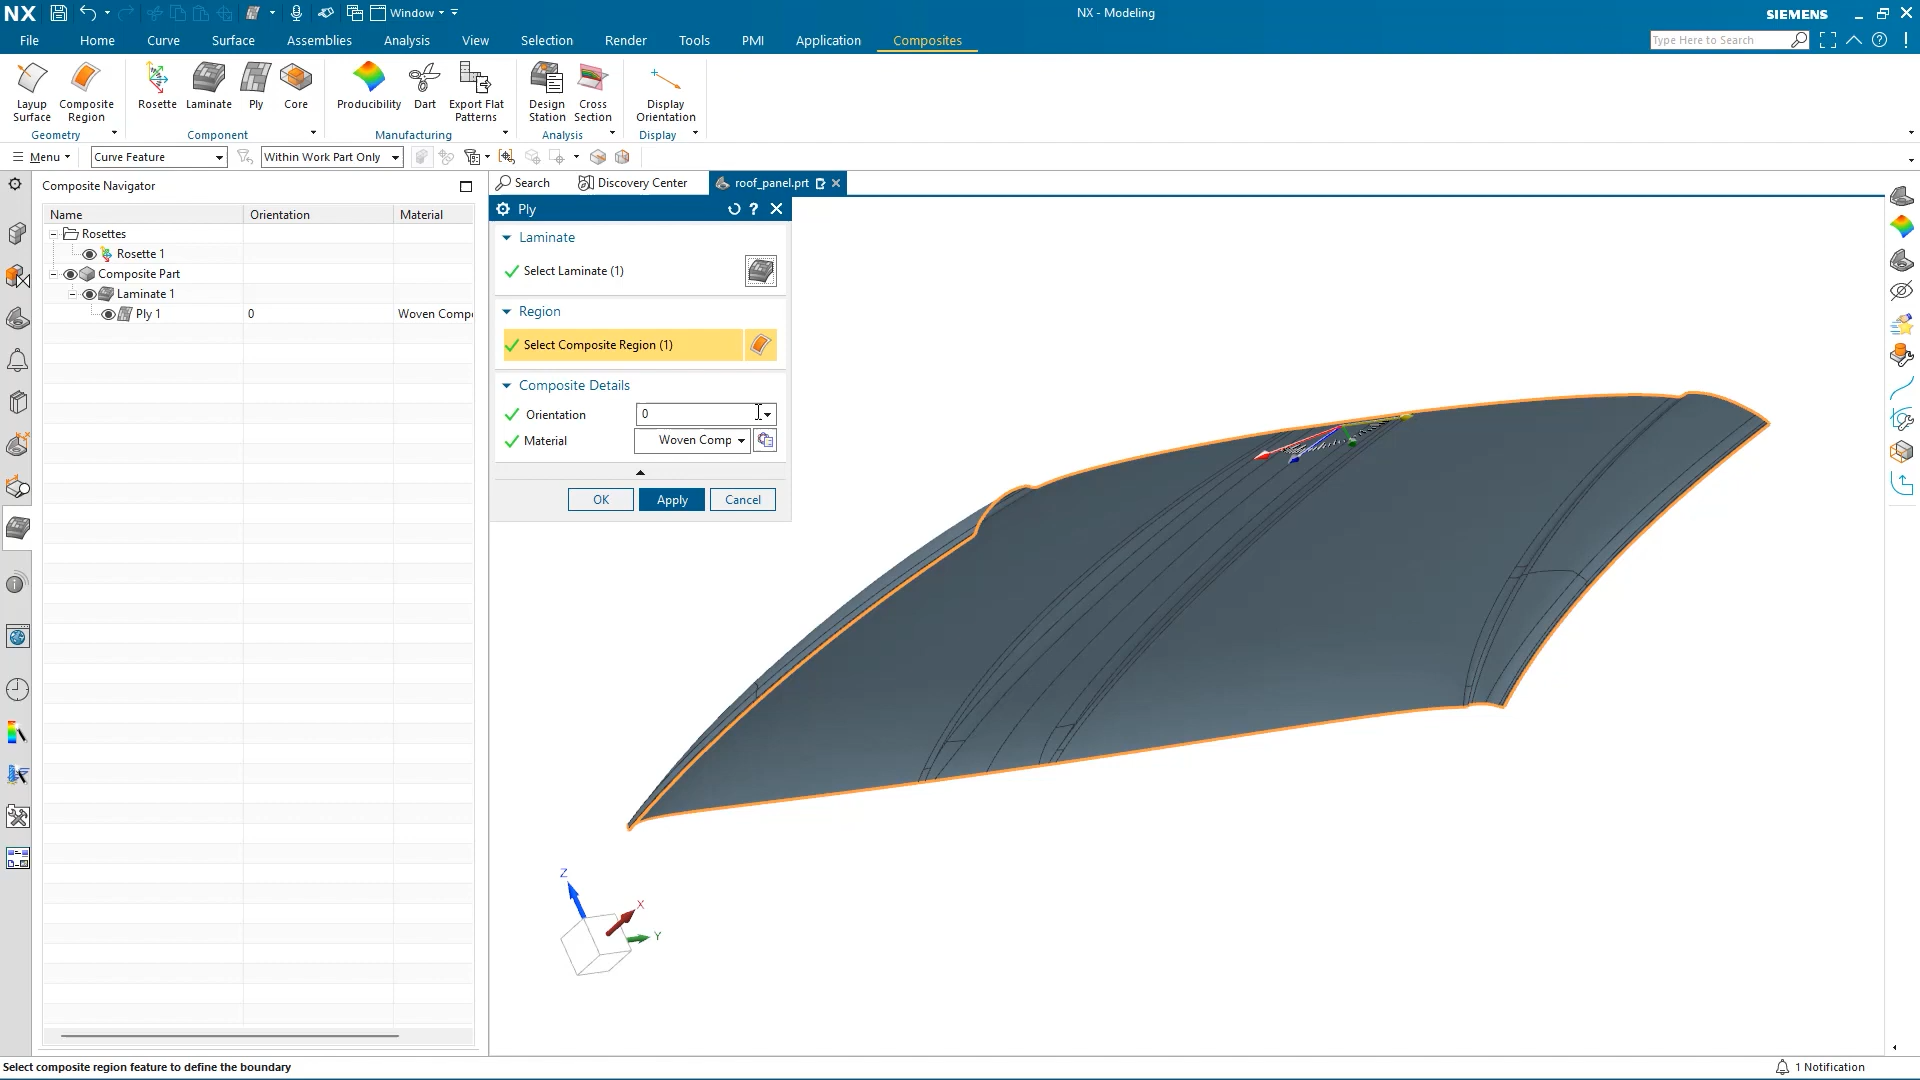 NX
Window
NX - Modeling
SIEMENS
File
Home
Curve
Surface
Assemblies
Analysis
View
Selection
Render
Tools
PMI
Application
Composites
Type Here to Search
Layup
Surface
Composite
Region
Rosette
Laminate
Ply
Core
Producibility
Dart
Export Flat
Patterns
Design
Station
Cross
Section
Display
Orientation
Geometry
Component
Manufacturing
Analysis
Display
Menu
Curve Feature
Within Work Part Only
Composite Navigator
Search
Discovery Center
roof_panel.prt
Name
Orientation
Material
Rosettes
Rosette 1
Composite Part
Laminate 1
Ply 1
0
Woven Comp
Ply
Laminate
Select Laminate (1)
Region
Select Composite Region (1)
Composite Details
Orientation
0
Material
Woven Comp
OK
Apply
Cancel
Z
X
Y
Select composite region feature to define the boundary
1 Notification